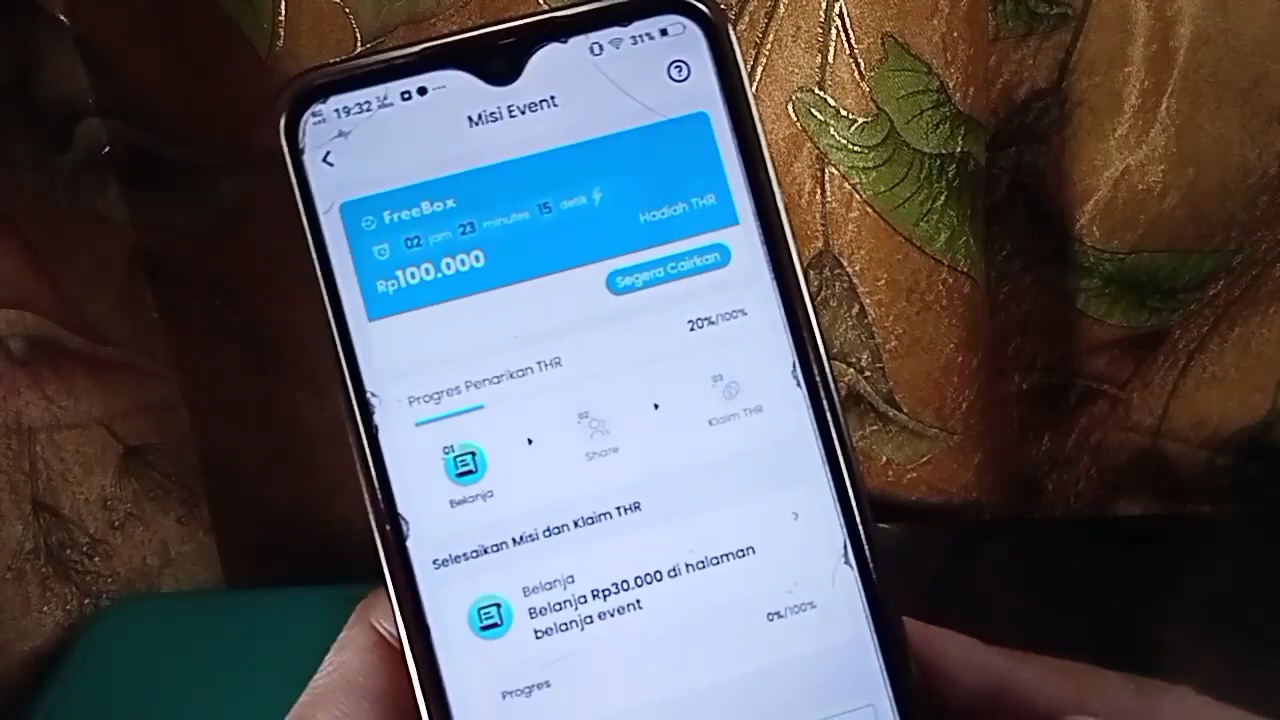 19:32
31%
Misi Event
?
FreeBox
02 jam 23 minutes 15 detik
Hadiah THR
Rp100.000
Segera Cairkan
20%/100%
Progres Penarikan THR
01
Belanja
02
Share
03
Klaim THR
Selesaikan Misi dan Klaim THR
Belanja
Belanja Rp30.000 di halaman
belanja event
0%/100%
Progres